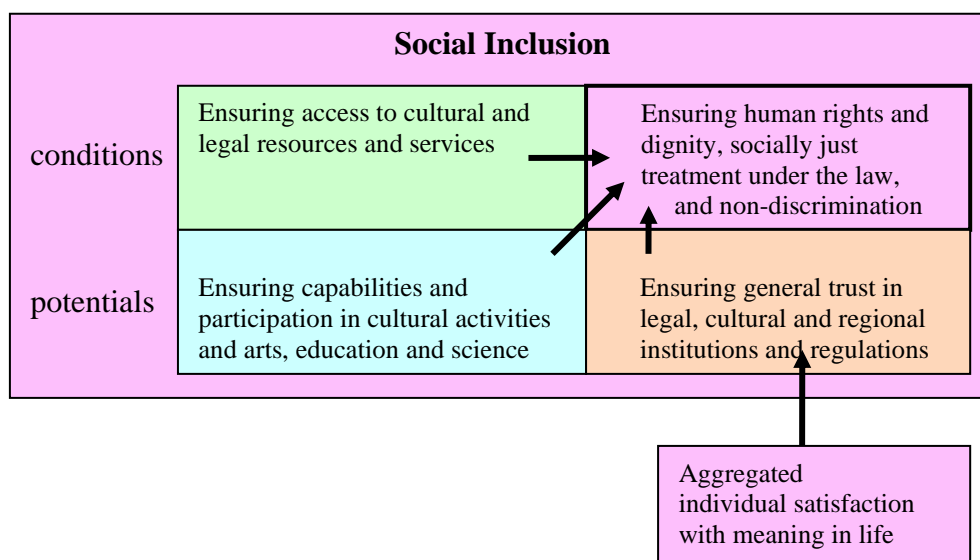 Social Inclusion
conditions
Ensuring access to cultural and
legal resources and services
Ensuring human rights and
dignity, socially just
treatment under the law,
and non-discrimination
potentials
Ensuring capabilities and
participation in cultural activities
and arts, education and science
Ensuring general trust in
legal, cultural and regional
institutions and regulations
Aggregated
individual satisfaction
with meaning in life